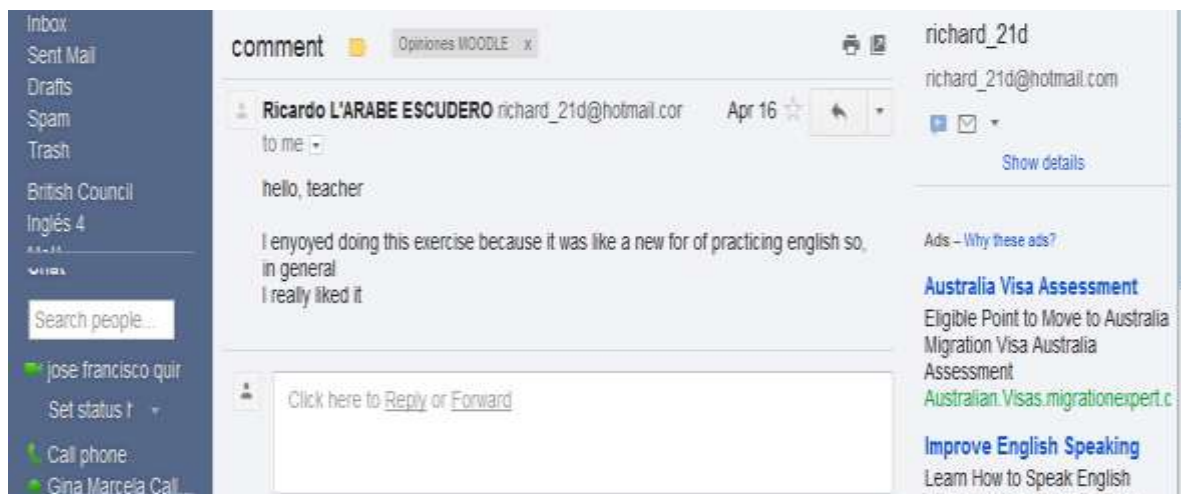 Inbox
Sent Mail
Drafts
Spam
Trash
British Council
Inglés 4
Search people...
jose francisco quir
Set status
Call phone
Gina Marcela Call...
comment
Opiniones MOODLE x
Ricardo L'ARABE ESCUDERO richard_21d@hotmail.cor
Apr 16
to me
hello, teacher
I enyoyed doing this exercise because it was like a new for of practicing english so,
in general
I really liked it
Click here to Reply or Forward
richard_21d
richard_21d@hotmail.com
Show details
Ads – Why these ads?
Australia Visa Assessment
Eligible Point to Move to Australia
Migration Visa Australia
Assessment
Australian.Visas.migrationexpert.c
Improve English Speaking
Learn How to Speak English